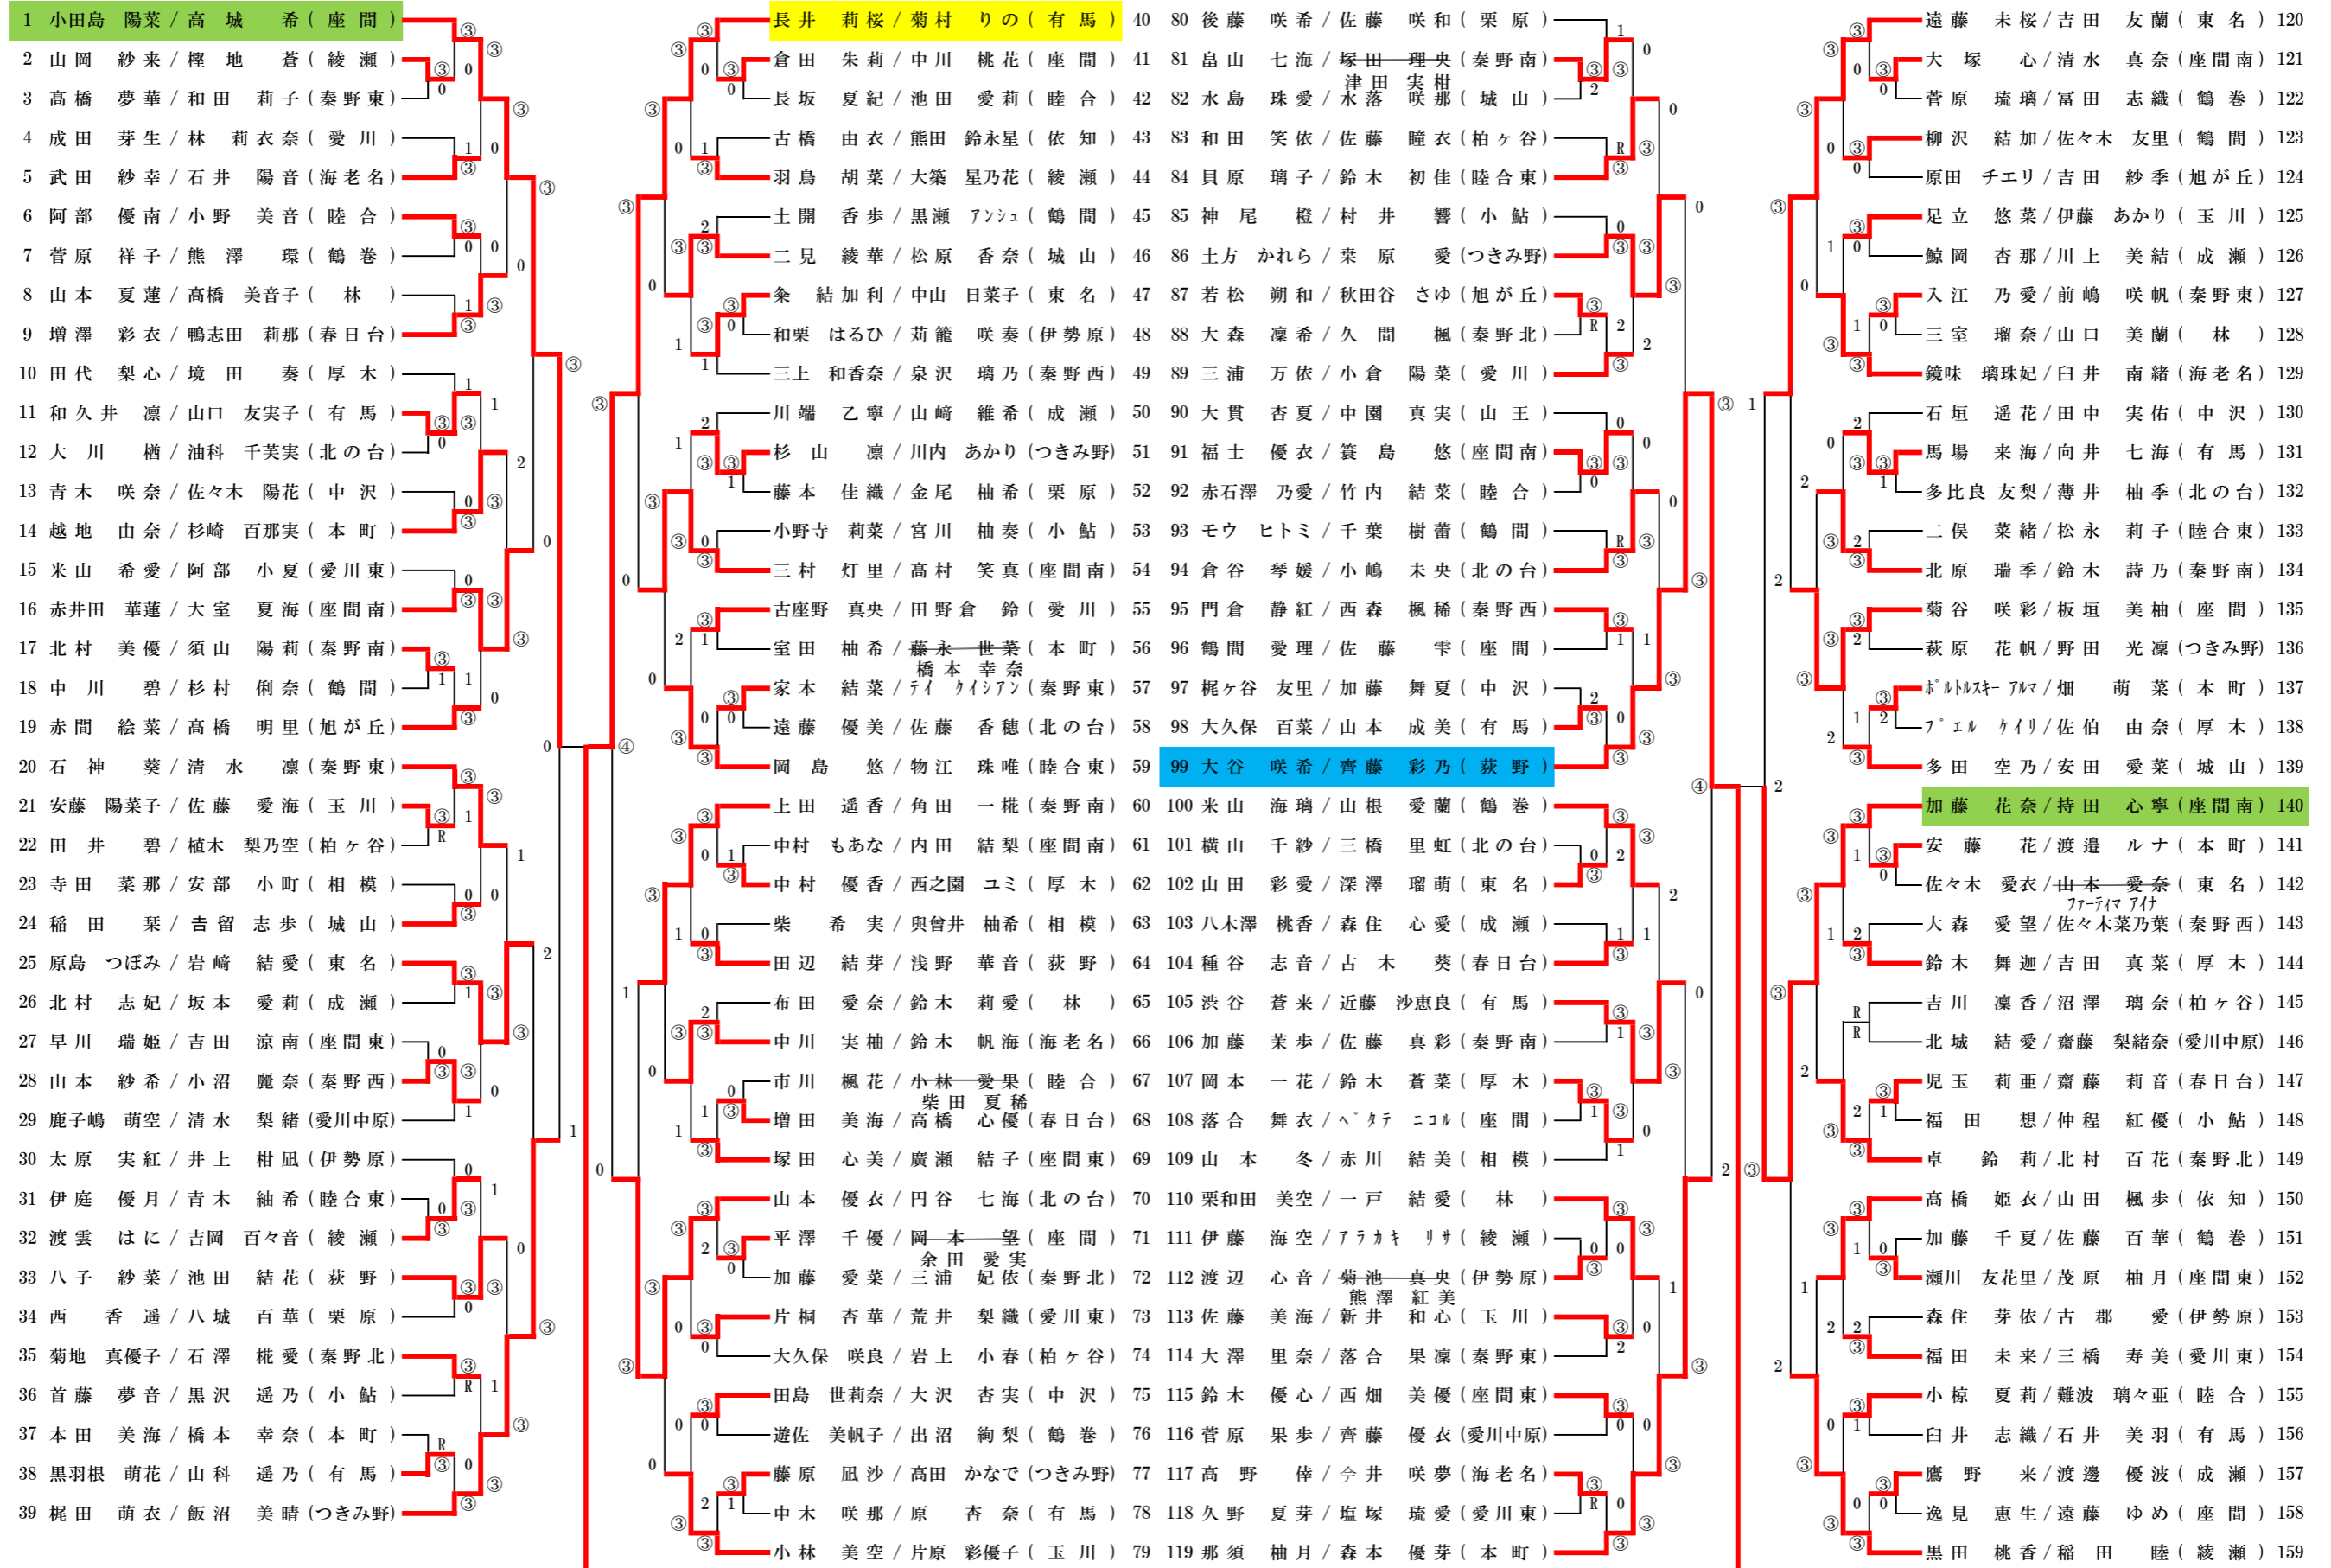 1 小田島 陽菜 / 高城 希 ( 座間 )
2 山岡 紗来 / 樫地 蒼 ( 綾瀬 )
3 高橋 夢華 / 和田 莉子 ( 秦野東 )
4 成田 芽生 / 林 莉衣奈 ( 愛川 )
5 武田 紗幸 / 石井 陽音 ( 海老名 )
6 阿部 優南 / 小野 美音 ( 睦合 )
7 菅原 祥子 / 熊澤 環 ( 鶴巻 )
8 山本 夏蓮 / 高橋 美音子 ( 林 )
9 増澤 彩衣 / 鴨志田 莉那 ( 春日台 )
10 田代 梨心 / 境田 奏 ( 厚木 )
11 和久井 凛 / 山口 友実子 ( 有馬 )
12 大川 楢 / 油科 千芙実 ( 北の台 )
13 青木 咲奈 / 佐々木 陽花 ( 中沢 )
14 越地 由奈 / 杉崎 百那実 ( 本町 )
15 米山 希愛 / 阿部 小夏 ( 愛川東 )
16 赤井田 華蓮 / 大室 夏海 ( 座間南 )
17 北村 美優 / 須山 陽莉 ( 秦野南 )
18 中川 碧 / 杉村 俐奈 ( 鶴間 )
19 赤間 絵菜 / 高橋 明里 ( 旭が丘 )
20 石神 葵 / 清水 凛 ( 秦野東 )
21 安藤 陽菜子 / 佐藤 愛海 ( 玉川 )
22 田井 碧 / 植木 梨乃空 ( 柏ヶ谷 )
23 寺田 菜那 / 安部 小町 ( 相模 )
24 稲田 栞 / 𠮷留 志歩 ( 城山 )
25 原島 つぼみ / 岩﨑 結愛 ( 東名 )
26 北村 志妃 / 坂本 愛莉 ( 成瀬 )
27 早川 瑞姫 / 吉田 涼南 ( 座間東 )
28 山本 紗希 / 小沼 麗奈 ( 秦野西 )
29 鹿子嶋 萌空 / 清水 梨緒 (愛川中原)
30 太原 実紅 / 井上 柑凪 ( 伊勢原 )
31 伊庭 優月 / 青木 紬希 ( 睦合東 )
32 渡雲 はに / 吉岡 百々音 ( 綾瀬 )
33 八子 紗菜 / 池田 結花 ( 荻野 )
34 西 香遥 / 八城 百華 ( 栗原 )
35 菊地 真優子 / 石澤 椛愛 ( 秦野北 )
36 首藤 夢音 / 黒沢 遥乃 ( 小鮎 )
37 本田 美海 / 橋本 幸奈 ( 本町 )
38 黒羽根 萌花 / 山科 遥乃 ( 有馬 )
39 梶田 萌衣 / 飯沼 美晴 (つきみ野)
長井 莉桜 / 菊村 りの ( 有馬 ) 40
倉田 朱莉 / 中川 桃花 ( 座間 ) 41
長坂 夏紀 / 池田 愛莉 ( 睦合 ) 42
古橋 由衣 / 熊田 鈴永星 ( 依知 ) 43
羽鳥 胡菜 / 大築 星乃花 ( 綾瀬 ) 44
土開 香歩 / 黒瀬 アンシュ ( 鶴間 ) 45
二見 綾華 / 松原 香奈 ( 城山 ) 46
粂 結加利 / 中山 日菜子 ( 東名 ) 47
和栗 はるひ / 苅籠 咲奏 ( 伊勢原 ) 48
三上 和香奈 / 泉沢 璃乃 ( 秦野西 ) 49
川端 乙寧 / 山﨑 維希 ( 成瀬 ) 50
杉山 凛 / 川内 あかり (つきみ野) 51
藤本 佳織 / 金尾 柚希 ( 栗原 ) 52
小野寺 莉菜 / 宮川 柚奏 ( 小鮎 ) 53
三村 灯里 / 高村 笑真 ( 座間南 ) 54
古座野 真央 / 田野倉 鈴 ( 愛川 ) 55
室田 柚希 / 藤永 世菜 ( 本町 ) 56
橋本 幸奈
家本 結菜 / テイ ケイシアン ( 秦野東 ) 57
遠藤 優美 / 佐藤 香穂 ( 北の台 ) 58
岡島 悠 / 物江 珠唯 ( 睦合東 ) 59
上田 遥香 / 角田 一椛 ( 秦野南 ) 60
中村 もあな / 内田 結梨 ( 座間南 ) 61
中村 優香 / 西之園 ユミ ( 厚木 ) 62
柴 希実 / 與曾井 柚希 ( 相模 ) 63
田辺 結芽 / 浅野 華音 ( 荻野 ) 64
布田 愛奈 / 鈴木 莉愛 ( 林 ) 65
中川 実柚 / 鈴木 帆海 ( 海老名 ) 66
市川 楓花 / 小林 愛果 ( 睦合 ) 67
柴田 夏稀
増田 美海 / 高橋 心優 ( 春日台 ) 68
塚田 心美 / 廣瀬 結子 ( 座間東 ) 69
山本 優衣 / 円谷 七海 ( 北の台 ) 70
平澤 千優 / 岡本 望 ( 座間 ) 71
余田 愛実
加藤 愛菜 / 三浦 妃依 ( 秦野北 ) 72
片桐 杏華 / 荒井 梨織 ( 愛川東 ) 73
大久保 咲良 / 岩上 小春 ( 柏ヶ谷 ) 74
田島 世莉奈 / 大沢 杏実 ( 中沢 ) 75
遊佐 美帆子 / 出沼 絢梨 ( 鶴巻 ) 76
藤原 凪沙 / 高田 かなで (つきみ野) 77
中木 咲那 / 原 杏奈 ( 有馬 ) 78
小林 美空 / 片原 彩優子 ( 玉川 ) 79
80 後藤 咲希 / 佐藤 咲和 ( 栗原 )
81 畠山 七海 / 塚田 理央 ( 秦野南 )
津田 実柑
82 水島 珠愛 / 水落 咲那 ( 城山 )
83 和田 笑依 / 佐藤 瞳衣 ( 柏ヶ谷 )
84 貝原 璃子 / 鈴木 初佳 ( 睦合東 )
85 神尾 橙 / 村井 響 ( 小鮎 )
86 土方 かれら / 桒原 愛 (つきみ野)
87 若松 朔和 / 秋田谷 さゆ ( 旭が丘 )
88 大森 凜希 / 久間 楓 ( 秦野北 )
89 三浦 万依 / 小倉 陽菜 ( 愛川 )
90 大貫 杏夏 / 中園 真実 ( 山王 )
91 福士 優衣 / 簑島 悠 ( 座間南 )
92 赤石澤 乃愛 / 竹内 結菜 ( 睦合 )
93 モウ ヒトミ / 千葉 樹蕾 ( 鶴間 )
94 倉谷 琴媛 / 小嶋 未央 ( 北の台 )
95 門倉 静紅 / 西森 楓稀 ( 秦野西 )
96 鶴間 愛理 / 佐藤 雫 ( 座間 )
97 梶ヶ谷 友里 / 加藤 舞夏 ( 中沢 )
98 大久保 百菜 / 山本 成美 ( 有馬 )
99 大谷 咲希 / 齊藤 彩乃 ( 荻野 )
100 米山 海璃 / 山根 愛蘭 ( 鶴巻 )
101 横山 千紗 / 三橋 里虹 ( 北の台 )
102 山田 彩愛 / 深澤 瑠萌 ( 東名 )
103 八木澤 桃香 / 森住 心愛 ( 成瀬 )
104 種谷 志音 / 古木 葵 ( 春日台 )
105 渋谷 蒼来 / 近藤 沙恵良 ( 有馬 )
106 加藤 茉歩 / 佐藤 真彩 ( 秦野南 )
107 岡本 一花 / 鈴木 蒼菜 ( 厚木 )
108 落合 舞衣 / ペタテ ニコル ( 座間 )
109 山本 冬 / 赤川 結美 ( 相模 )
110 栗和田 美空 / 一戸 結愛 ( 林 )
111 伊藤 海空 / アラカキ リサ ( 綾瀬 )
112 渡辺 心音 / 菊池 真央 ( 伊勢原 )
熊澤 紅美
113 佐藤 美海 / 新井 和心 ( 玉川 )
114 大澤 里奈 / 落合 果凜 ( 秦野東 )
115 鈴木 優心 / 西畑 美優 ( 座間東 )
116 菅原 果歩 / 齊藤 優衣 (愛川中原)
117 高野 倖 / 今井 咲夢 ( 海老名 )
118 久野 夏芽 / 塩塚 琉愛 ( 愛川東 )
119 那須 柚月 / 森本 優芽 ( 本町 )
遠藤 未桜 / 吉田 友蘭 ( 東名 ) 120
大塚 心 / 清水 真奈 ( 座間南 ) 121
菅原 琉璃 / 冨田 志織 ( 鶴巻 ) 122
柳沢 結加 / 佐々木 友里 ( 鶴間 ) 123
原田 チエリ / 吉田 紗季 ( 旭が丘 ) 124
足立 悠菜 / 伊藤 あかり ( 玉川 ) 125
鯨岡 杏那 / 川上 美結 ( 成瀬 ) 126
入江 乃愛 / 前嶋 咲帆 ( 秦野東 ) 127
三室 瑠奈 / 山口 美蘭 ( 林 ) 128
鏡味 璃珠妃 / 臼井 南緒 ( 海老名 ) 129
石垣 遥花 / 田中 実佑 ( 中沢 ) 130
馬場 来海 / 向井 七海 ( 有馬 ) 131
多比良 友梨 / 薄井 柚季 ( 北の台 ) 132
二俣 菜緒 / 松永 莉子 ( 睦合東 ) 133
北原 瑞季 / 鈴木 詩乃 ( 秦野南 ) 134
菊谷 咲彩 / 板垣 美柚 ( 座間 ) 135
萩原 花帆 / 野田 光凜 (つきみ野) 136
ポルトルスキー アルマ / 畑 萌菜 ( 本町 ) 137
プエル ケイリ / 佐伯 由奈 ( 厚木 ) 138
多田 空乃 / 安田 愛菜 ( 城山 ) 139
加藤 花奈 / 持田 心寧 ( 座間南 ) 140
安藤 花 / 渡邉 ルナ ( 本町 ) 141
佐々木 愛衣 / 山本 愛奈 ( 東名 ) 142
ファーティマ アイナ
大森 愛望 / 佐々木菜乃葉 ( 秦野西 ) 143
鈴木 舞迦 / 吉田 真菜 ( 厚木 ) 144
吉川 凜香 / 沼澤 璃奈 ( 柏ヶ谷 ) 145
北城 結愛 / 齋藤 梨緒奈 (愛川中原) 146
児玉 莉亜 / 齋藤 莉音 ( 春日台 ) 147
福田 想 / 仲程 紅優 ( 小鮎 ) 148
卓 鈴莉 / 北村 百花 ( 秦野北 ) 149
高橋 姫衣 / 山田 楓歩 ( 依知 ) 150
加藤 千夏 / 佐藤 百華 ( 鶴巻 ) 151
瀬川 友花里 / 茂原 柚月 ( 座間東 ) 152
森住 芽依 / 古郡 愛 ( 伊勢原 ) 153
福田 未来 / 三橋 寿美 ( 愛川東 ) 154
小椋 夏莉 / 難波 璃々亜 ( 睦合 ) 155
臼井 志織 / 石井 美羽 ( 有馬 ) 156
鷹野 来 / 渡邊 優波 ( 成瀬 ) 157
逸見 恵生 / 遠藤 ゆめ ( 座間 ) 158
黒田 桃香 / 稲田 睦 ( 綾瀬 ) 159